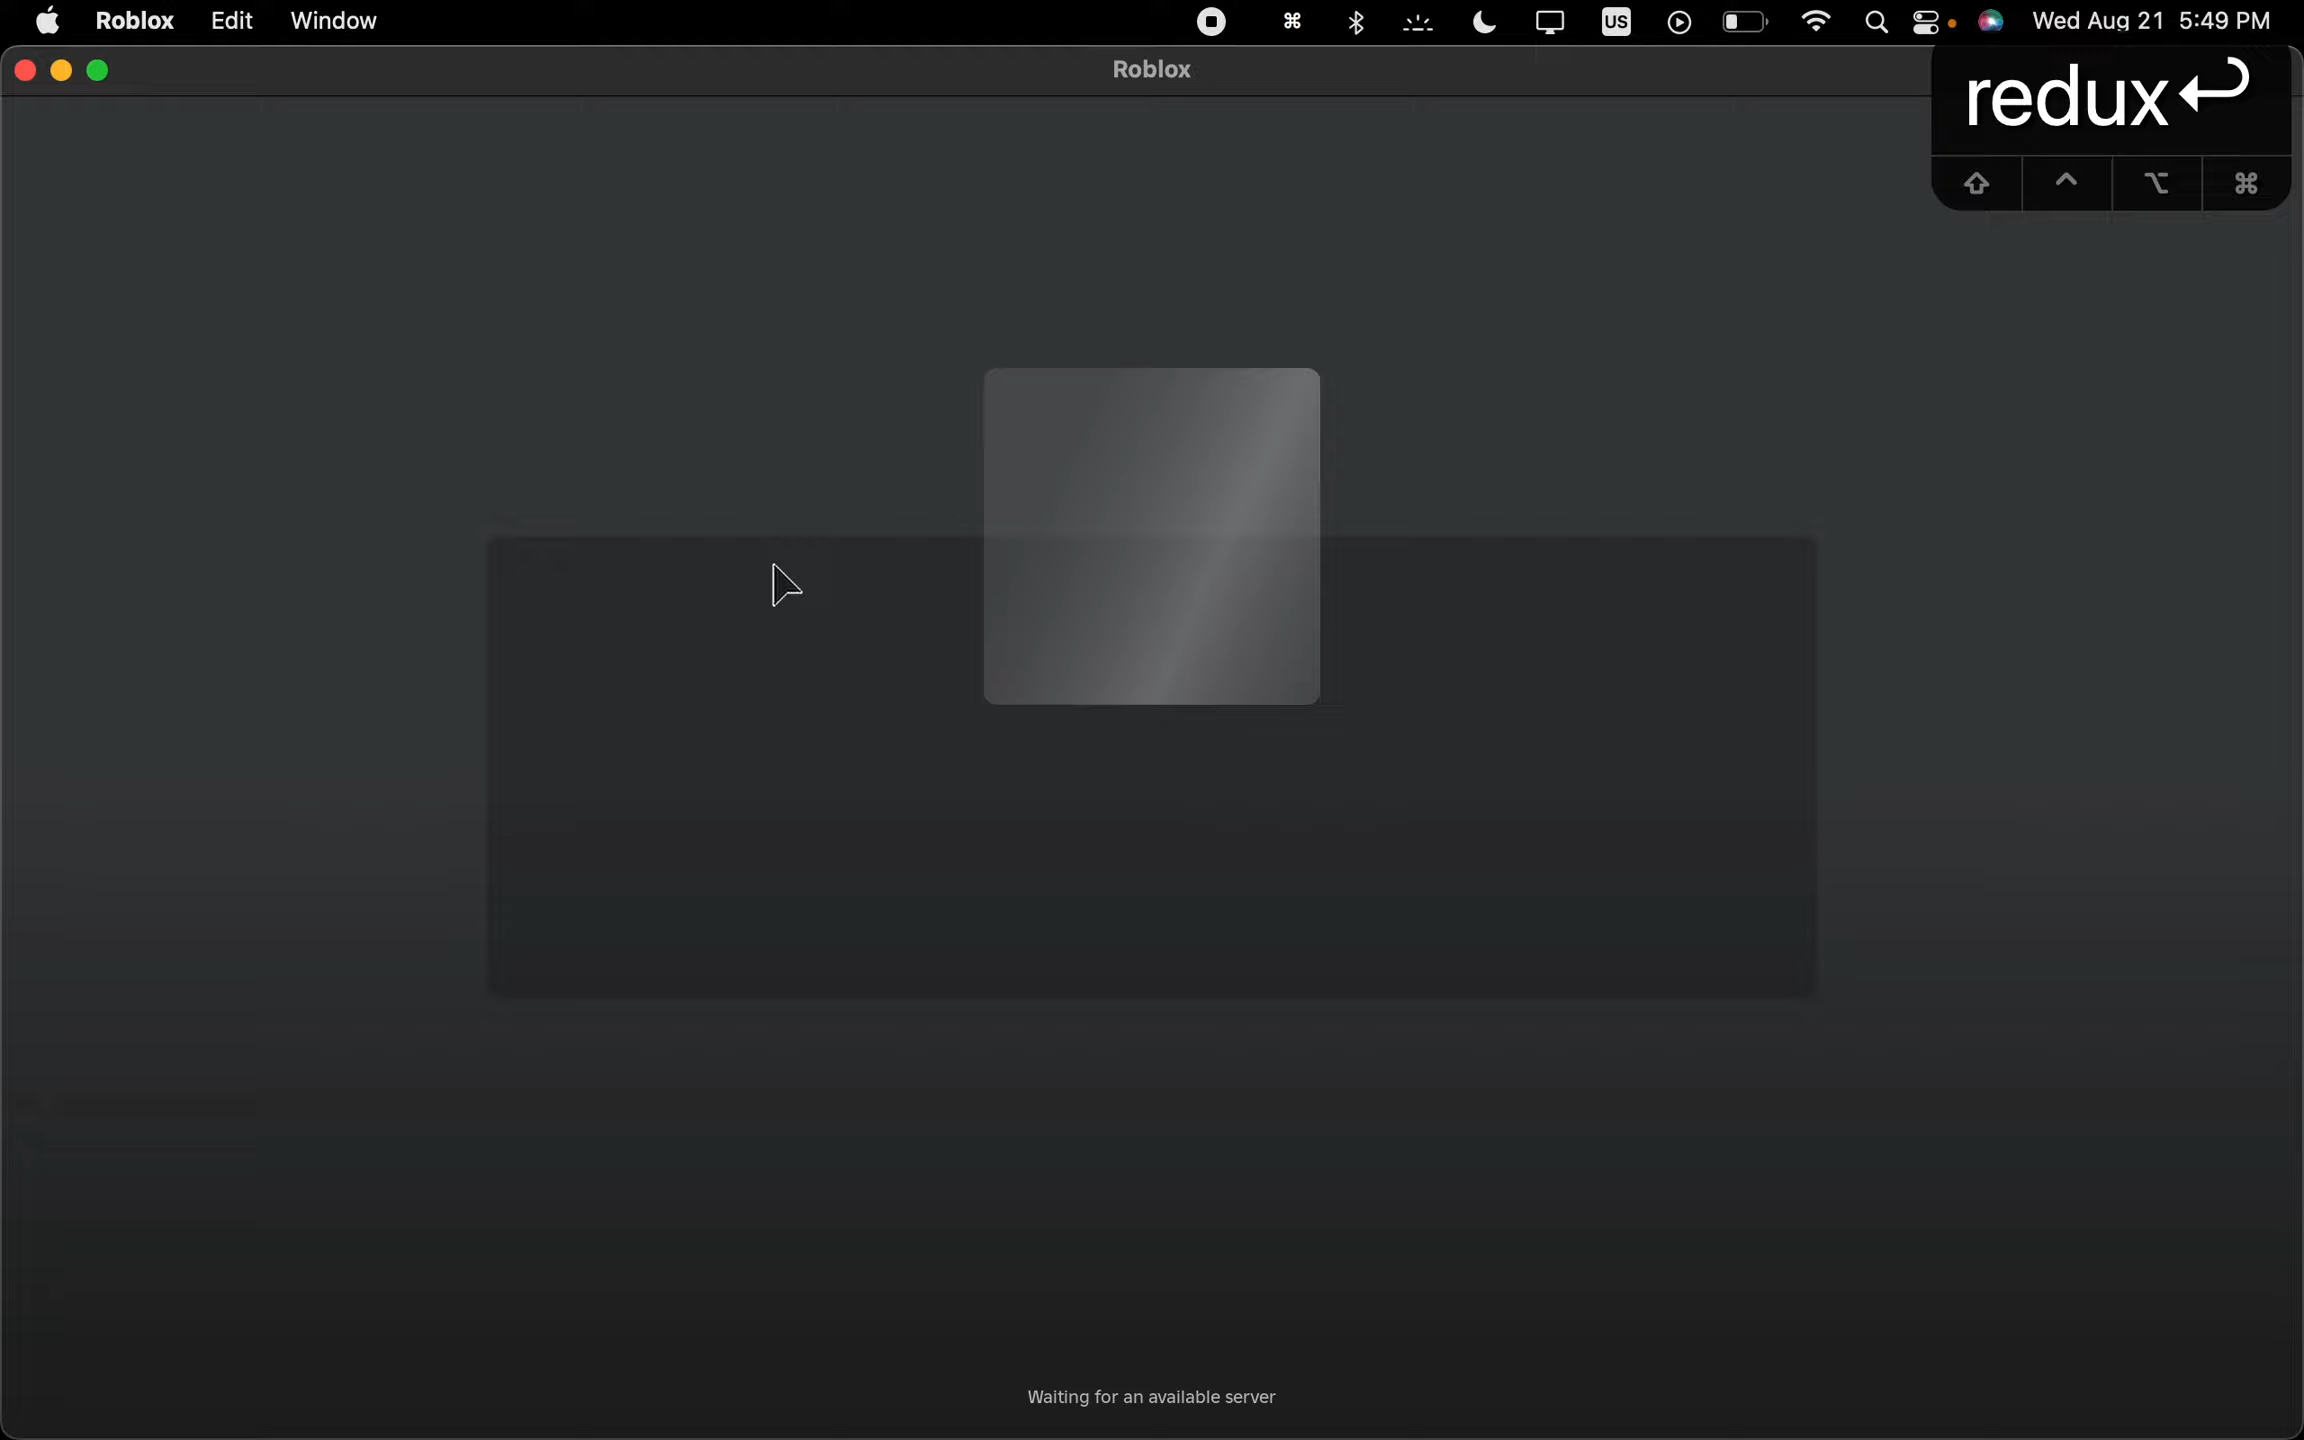 Roblox Edit Window US Wed Aug 21 5:49 PM
Roblox
redux
Waiting for an available server